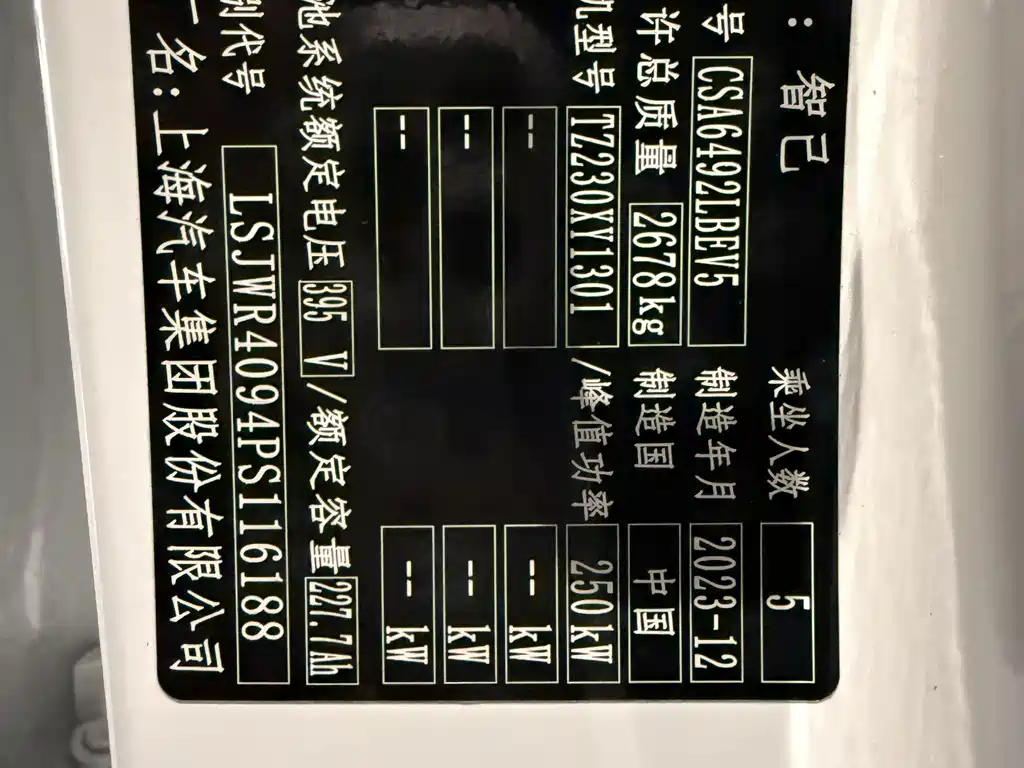 : 智己 乘坐人数 5
号 CSA6492LBEV5 制造年月 2023-12
许总质量 2678kg 制造国 中国
机型号 TZ230XY1301 /峰值功率 250kW
-- -- kW
-- -- kW
-- -- kW
池系统额定电压 395 V/额定容量 227.7Ah
别代号 LSJWR4094PS116188
名:上海汽车集团股份有限公司